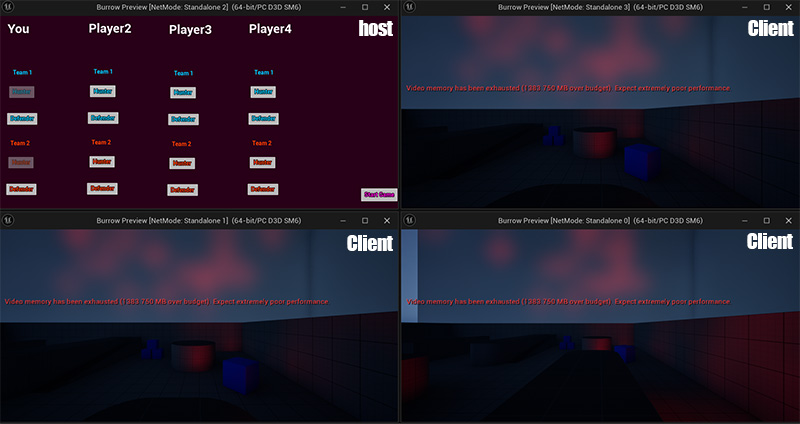 Burrow Preview [NetMode: Standalone 2] (64-bit/PC D3D SM6)
You Player2 Player3 Player4 host
Team 1 Team 1 Team 1 Team 1
Hunter Hunter Hunter Hunter
Defender Defender Defender Defender
Team 2 Team 2 Team 2 Team 2
Hunter Hunter Hunter Hunter
Defender Defender Defender Defender
Start Game
Burrow Preview [NetMode: Standalone 3] (64-bit/PC D3D SM6)
Client
Video memory has been exhausted (1383.750 MB over budget). Expect extremely poor performance.
Burrow Preview [NetMode: Standalone 1] (64-bit/PC D3D SM6)
Client
Video memory has been exhausted (1383.750 MB over budget). Expect extremely poor performance.
Burrow Preview [NetMode: Standalone 0] (64-bit/PC D3D SM6)
Client
Video memory has been exhausted (1383.750 MB over budget). Expect extremely poor performance.